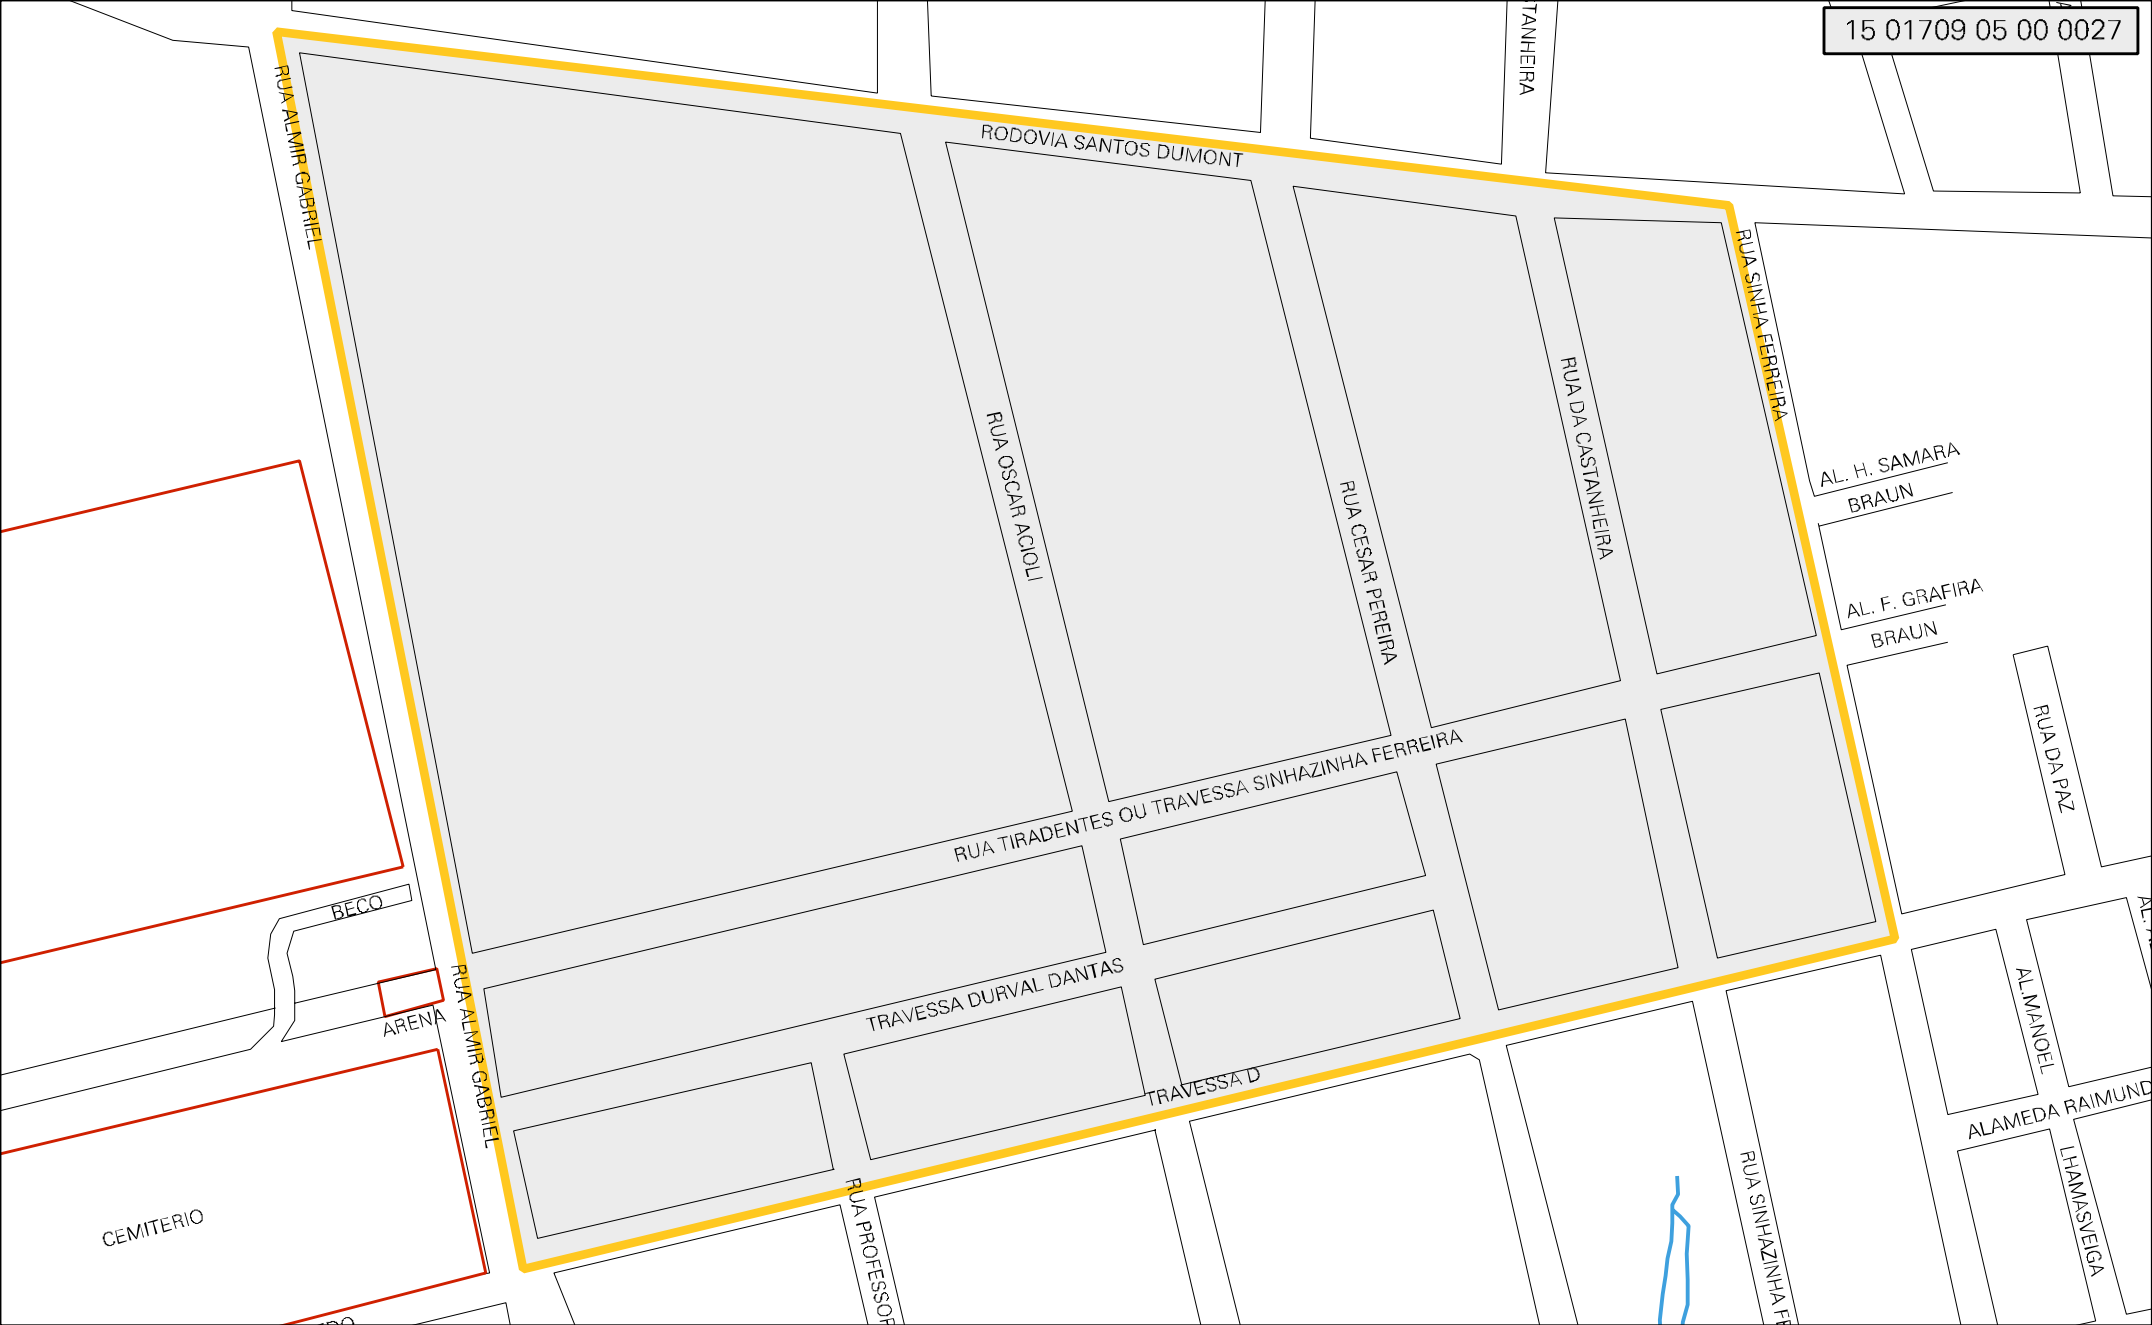 TANHEIRA
15 01709 05 00 0027
RUA ALMIR GABRIEL
RODOVIA SANTOS DUMONT
RUA SINHA FERREIRA
RUA DA CASTANHEIRA
RUA OSCAR ACIOLI
RUA CESAR PEREIRA
AL. H. SAMARA
BRAUN
AL. F. GRAFIRA
BRAUN
RUA DA PAZ
RUA TIRADENTES OU TRAVESSA SINHAZINHA FERREIRA
BECO
ARENA
RUA ALMIR GABRIEL
TRAVESSA DURVAL DANTAS
TRAVESSA D
AL.MANOEL
ALAMEDA RAIMUND
LHAMASVEIGA
RUA PROFESSOR
RUA SINHAZINHA FE
CEMITERIO